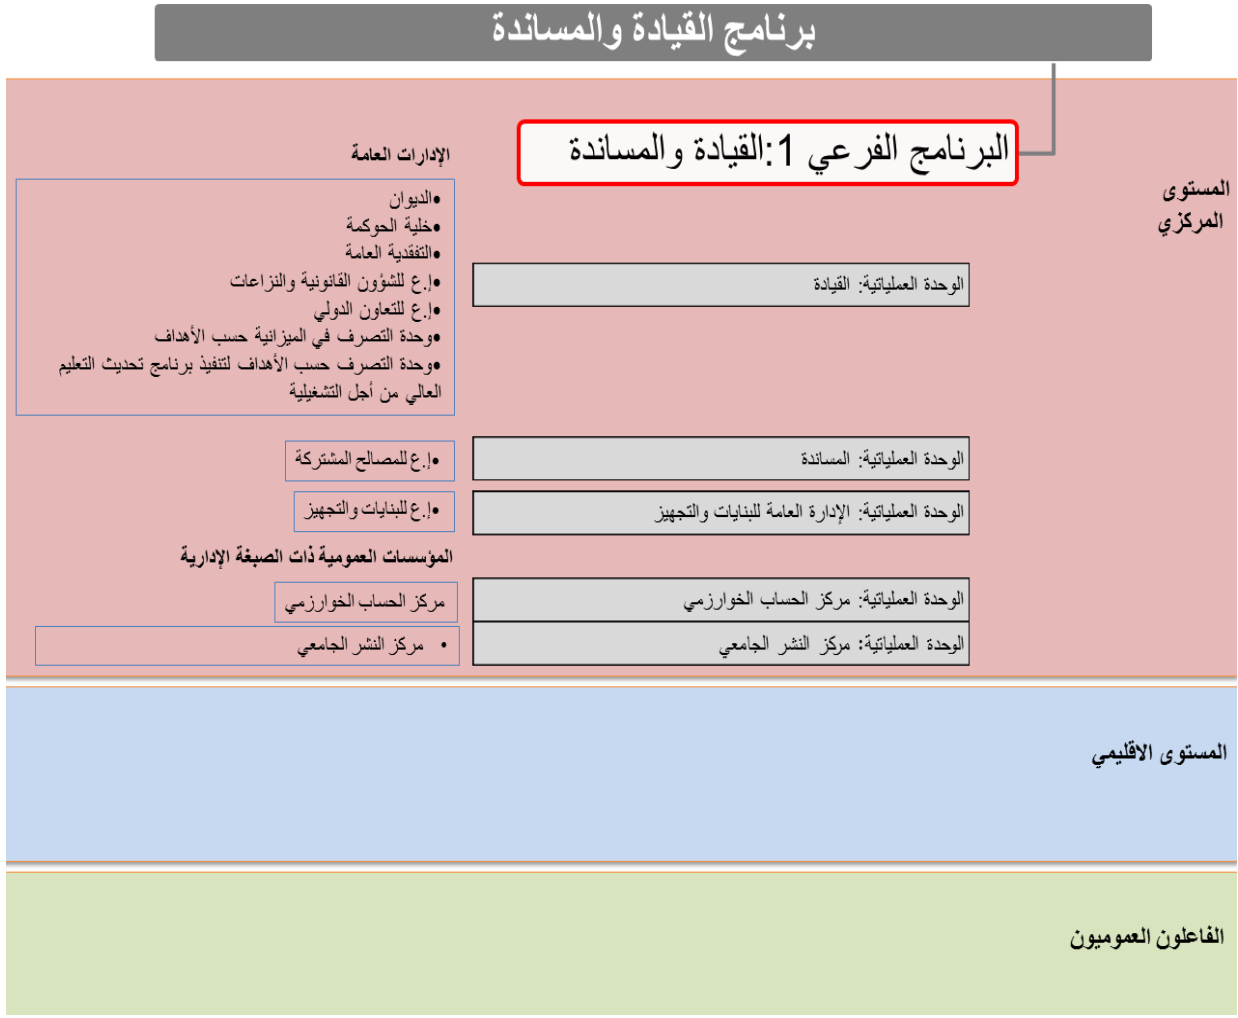 برنامج القيادة والمساندة
البرنامج الفرعي 1:القيادة والمساندة
المستوى
المركزي
الإدارات العامة
•الديوان
•خلية الحوكمة
•التفقدية العامة
•إ.ع للشؤون القانونية والنزاعات
•إ.ع للتعاون الدولي
•وحدة التصرف في الميزانية حسب الأهداف
•وحدة التصرف حسب الأهداف لتنفيذ برنامج تحديث التعليم
العالي من أجل التشغيلية
الوحدة العملياتية: القيادة
الوحدة العملياتية: المساندة
•إ.ع للمصالح المشتركة
الوحدة العملياتية: الإدارة العامة للبنايات والتجهيز
•إ.ع للبنايات والتجهيز
المؤسسات العمومية ذات الصبغة الإدارية
الوحدة العملياتية: مركز الحساب الخوارزمي
مركز الحساب الخوارزمي
الوحدة العملياتية: مركز النشر الجامعي
• مركز النشر الجامعي
المستوى الاقليمي
الفاعلون العموميون